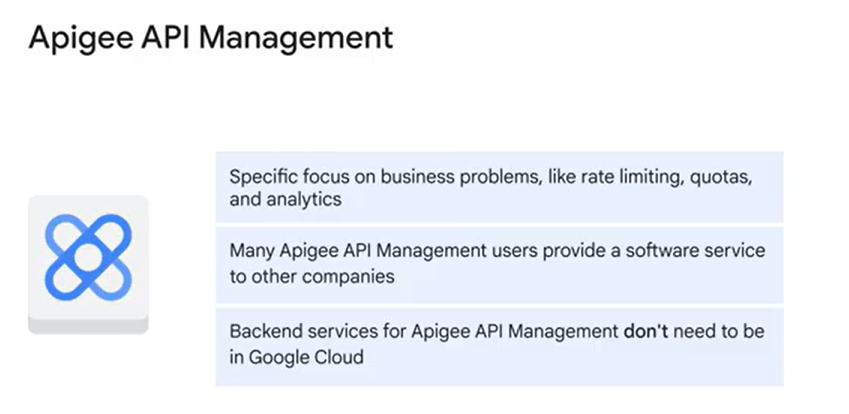 Apigee API Management
Specific focus on business problems, like rate limiting, quotas,
and analytics
Many Apigee API Management users provide a software service
to other companies
Backend services for Apigee API Management don't need to be
in Google Cloud